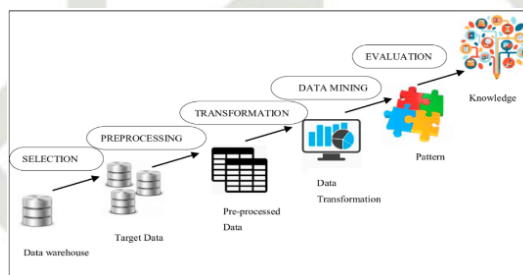 EVALUATION
Knowledge
DATA MINING
TRANSFORMATION
Pattern
PREPROCESSING
SELECTION
Data
Transformation
Pre-processed
Data
Target Data
Data warehouse